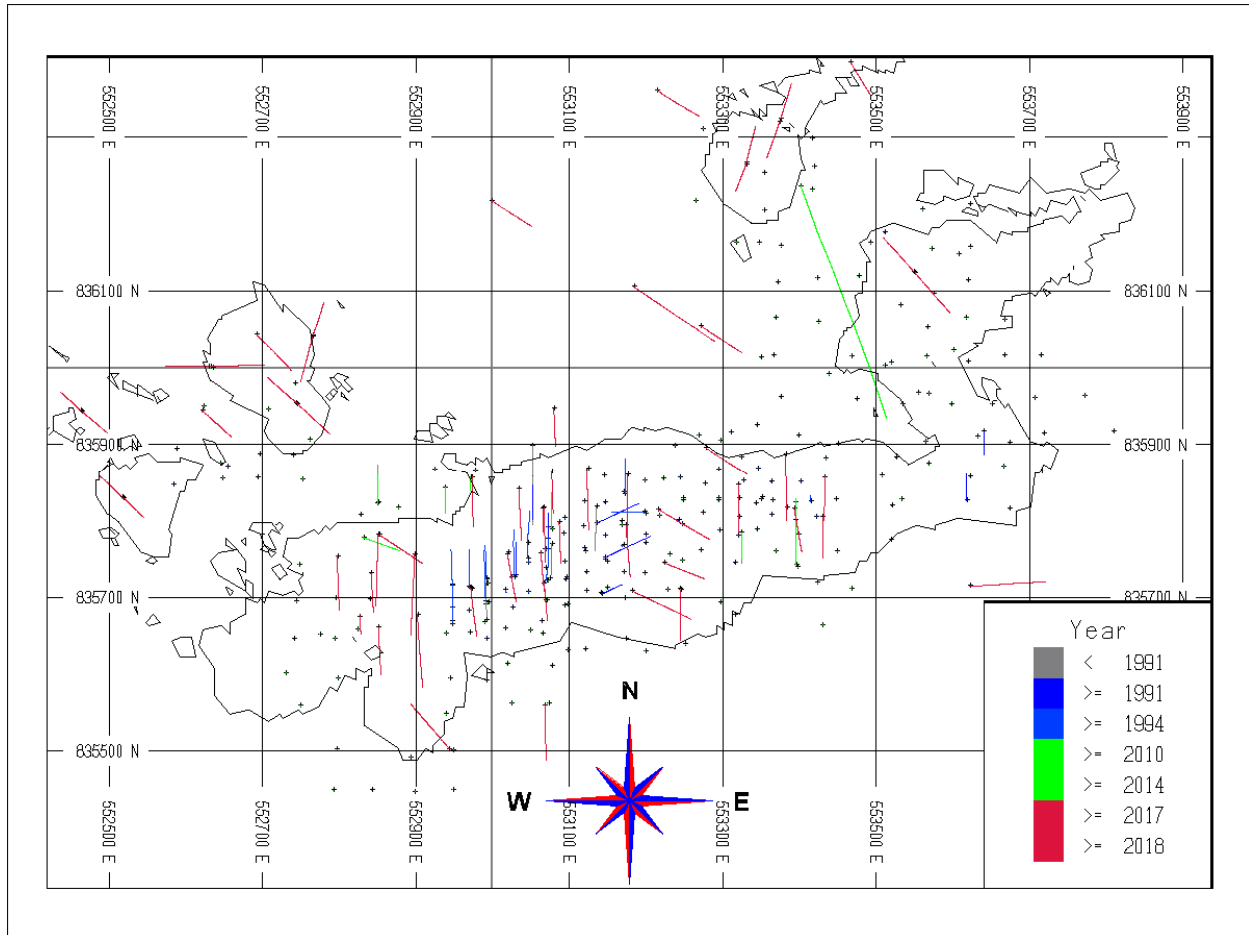 552500 E
552700 E
552900 E
553100 E
553300 E
553500 E
553700 E
553900 E
836100 N
836100 N
835900 N
835900 N
835700 N
835700 N
835500 N
Year
< 1991
>= 1991
>= 1994
>= 2010
>= 2014
>= 2017
>= 2018
N
W
E
552500 E
552700 E
552900 E
553100 E
553300 E
553500 E